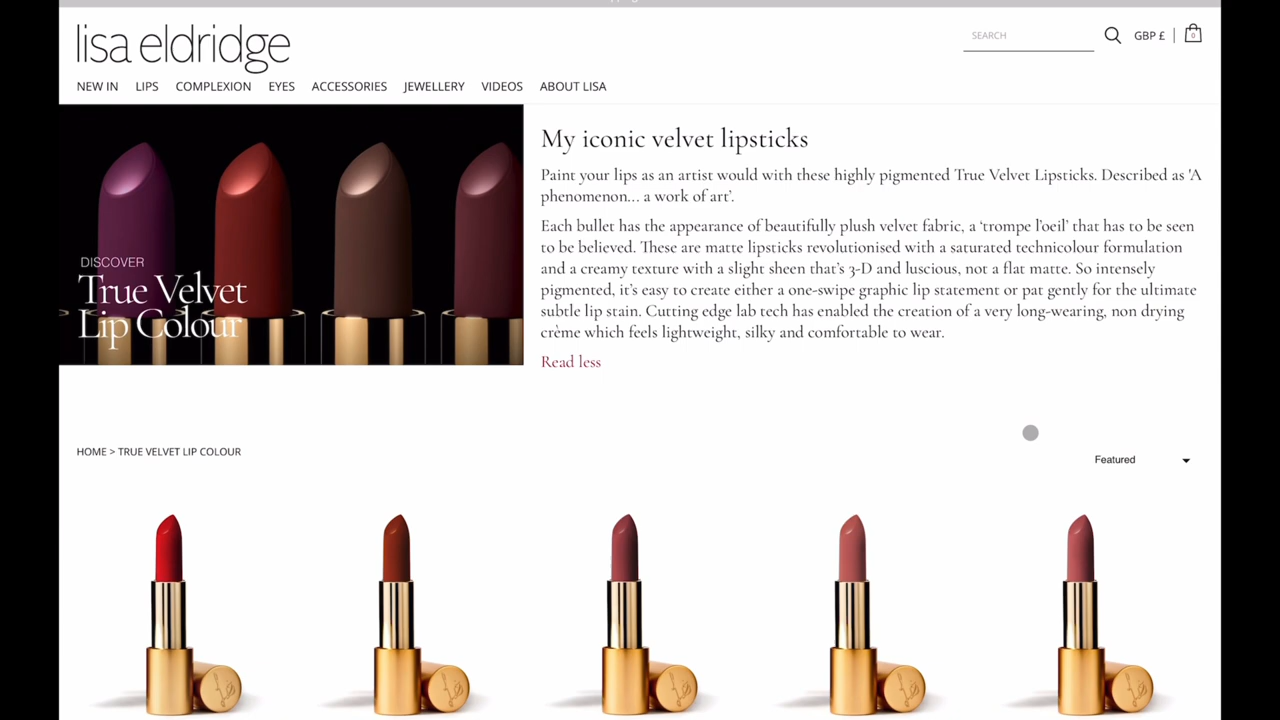 lisa eldridge
SEARCH
GBP £
0
NEW IN LIPS COMPLEXION EYES ACCESSORIES JEWELLERY VIDEOS ABOUT LISA
DISCOVER
True Velvet
Lip Colour
My iconic velvet lipsticks
Paint your lips as an artist would with these highly pigmented True Velvet Lipsticks. Described as 'A
phenomenon... a work of art’.
Each bullet has the appearance of beautifully plush velvet fabric, a ‘trompe l’oeil’ that has to be seen
to be believed. These are matte lipsticks revolutionised with a saturated technicolour formulation
and a creamy texture with a slight sheen that’s 3-D and luscious, not a flat matte. So intensely
pigmented, it’s easy to create either a one-swipe graphic lip statement or pat gently for the ultimate
subtle lip stain. Cutting edge lab tech has enabled the creation of a very long-wearing, non drying
crème which feels lightweight, silky and comfortable to wear.
Read less
HOME > TRUE VELVET LIP COLOUR
Featured